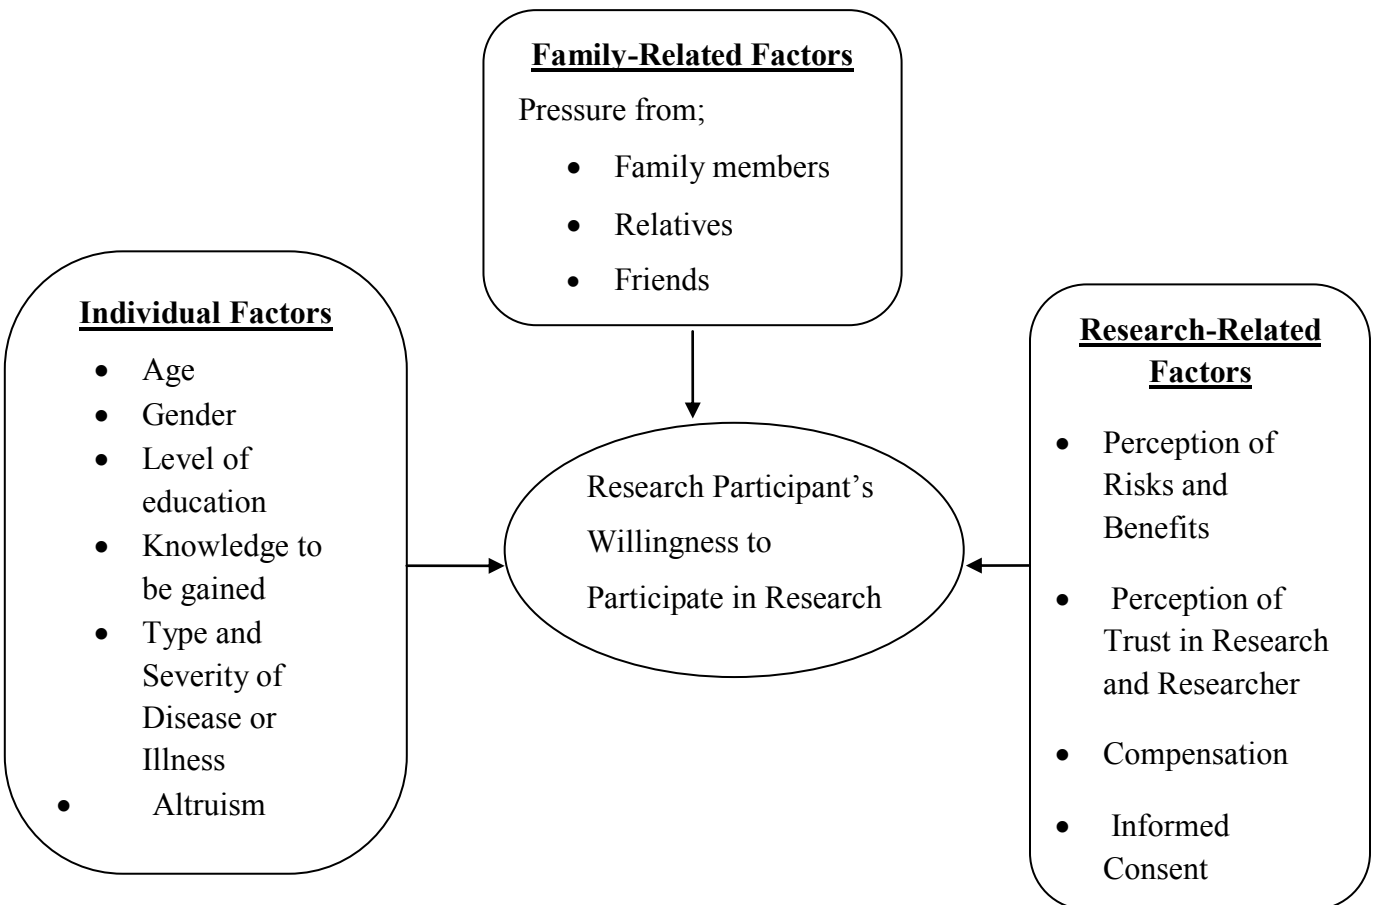 Family-Related Factors
Pressure from;
• Family members
• Relatives
• Friends
Individual Factors
• Age
• Gender
• Level of
education
• Knowledge to
be gained
• Type and
Severity of
Disease or
Illness
• Altruism
Research Participant’s
Willingness to
Participate in Research
Research-Related
Factors
• Perception of
Risks and
Benefits
• Perception of
Trust in Research
and Researcher
• Compensation
• Informed
Consent